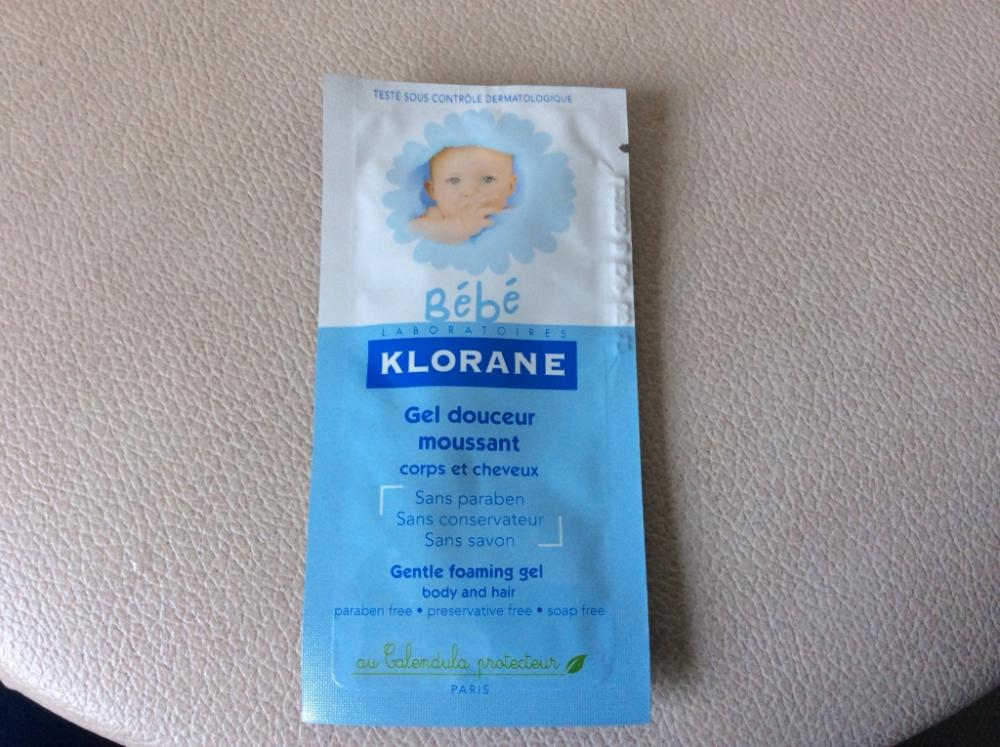 TESTÉ SOUS CONTRÔLE DERMATOLOGIQUE
Bébé
LABORATOIRES
KLORANE
Gel douceur
moussant
corps et cheveux
Sans paraben
Sans conservateur
Sans savon
Gentle foaming gel
body and hair
paraben free • preservative free • soap free
au Calendula protecteur
PARIS